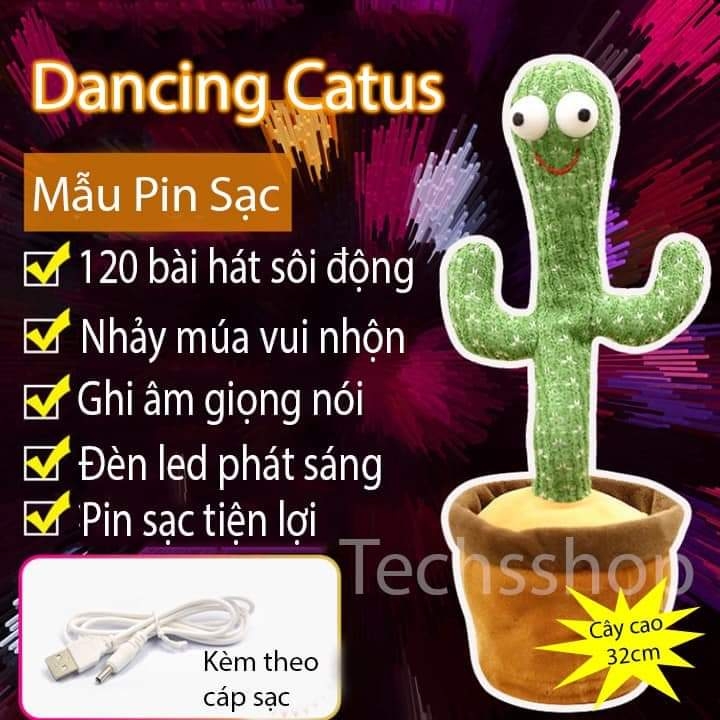 Dancing Catus
Mẫu Pin Sạc
120 bài hát sôi động
Nhảy múa vui nhộn
Ghi âm giọng nói
Đèn led phát sáng
Pin sạc tiện lợi
Techsshop
Kèm theo
cáp sạc
Cây cao
32cm